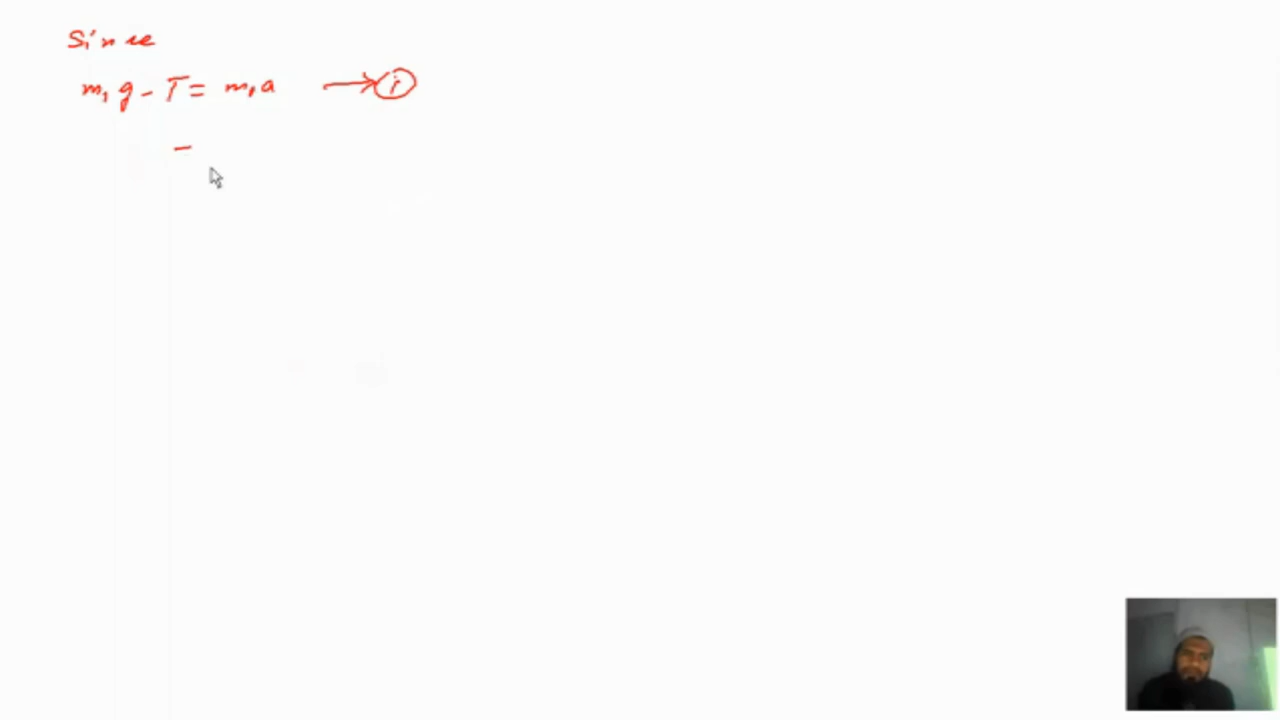 Since
m₁g - T = m₁a → i
-